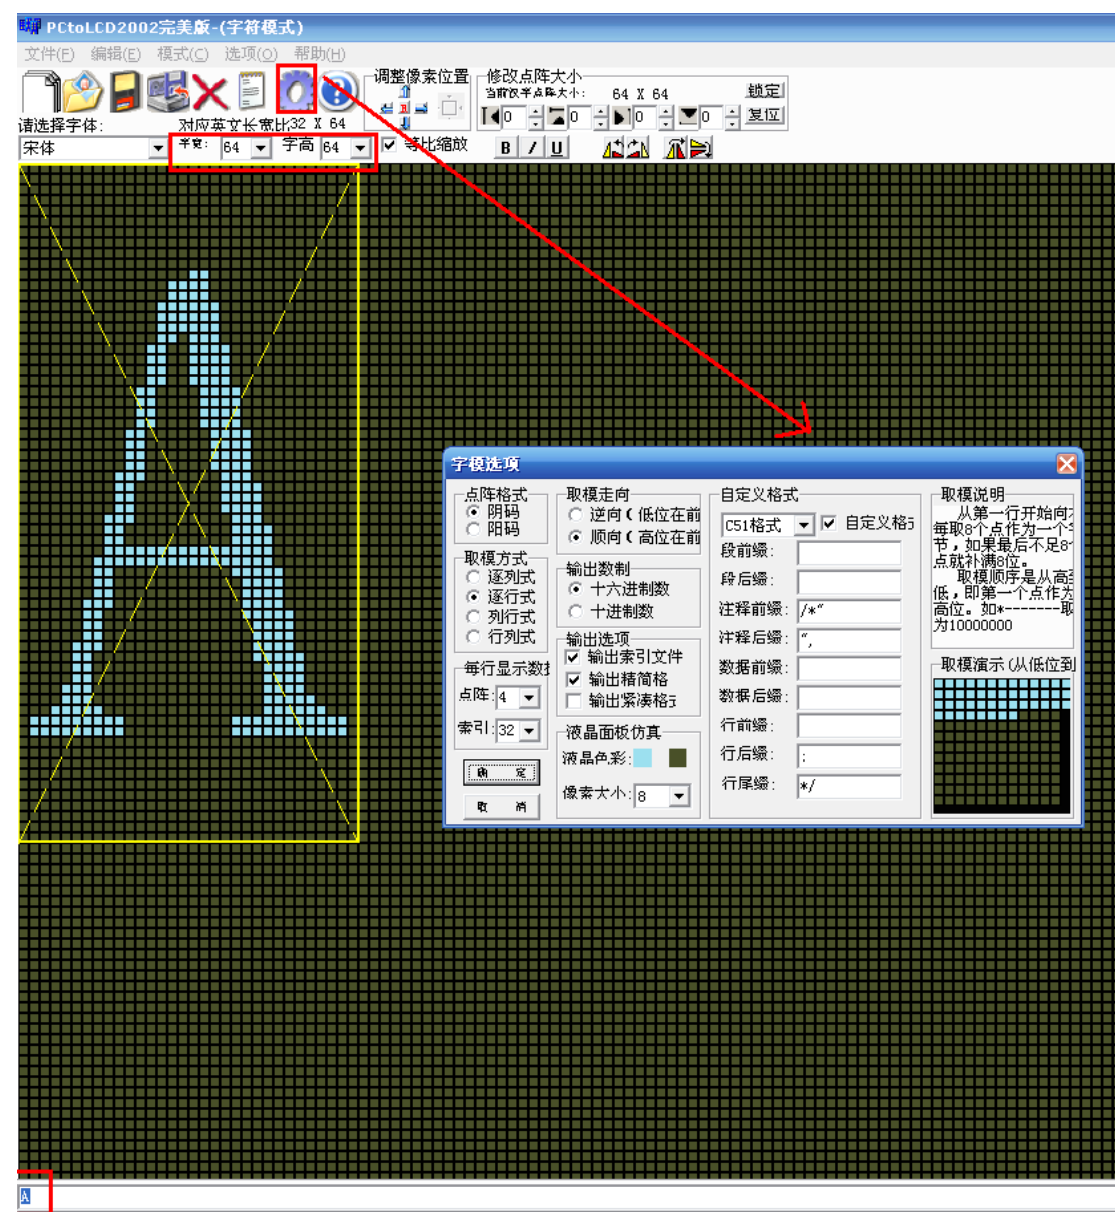 PCtoLCD2002完美版-(字符模式)
文件(F) 编辑(E) 模式(C) 选项(O) 帮助(H)
调整像素位置
修改点阵大小
当前汉字点阵大小: 64 X 64
锁定
0 0 0 0 复位
请选择字体: 对应英文长宽比32 X 64
宋体 字宽: 64 字高 64 等比缩放 B I U
字模选项
点阵格式
阴码
阳码
取模方式
逐列式
逐行式
列行式
行列式
每行显示数据
点阵: 4
索引: 32
确 定
取 消
取模走向
逆向(低位在前
顺向(高位在前
输出数制
十六进制数
十进制数
输出选项
输出索引文件
输出精简格
输出紧凑格式
液晶面板仿真
液晶色彩:
像素大小: 8
自定义格式
C51格式 自定义格式
段前缀:
段后缀:
注释前缀: /*"
注释后缀: ",
数据前缀:
数据后缀:
行前缀:
行后缀: ;
行尾缀: */
取模说明
从第一行开始向
每取8个点作为一个字
节，如果最后不足8个
点就补满8位。
取模顺序是从高到
低，即第一个点作为
高位。如*-------取
为10000000
取模演示(从低位到
A